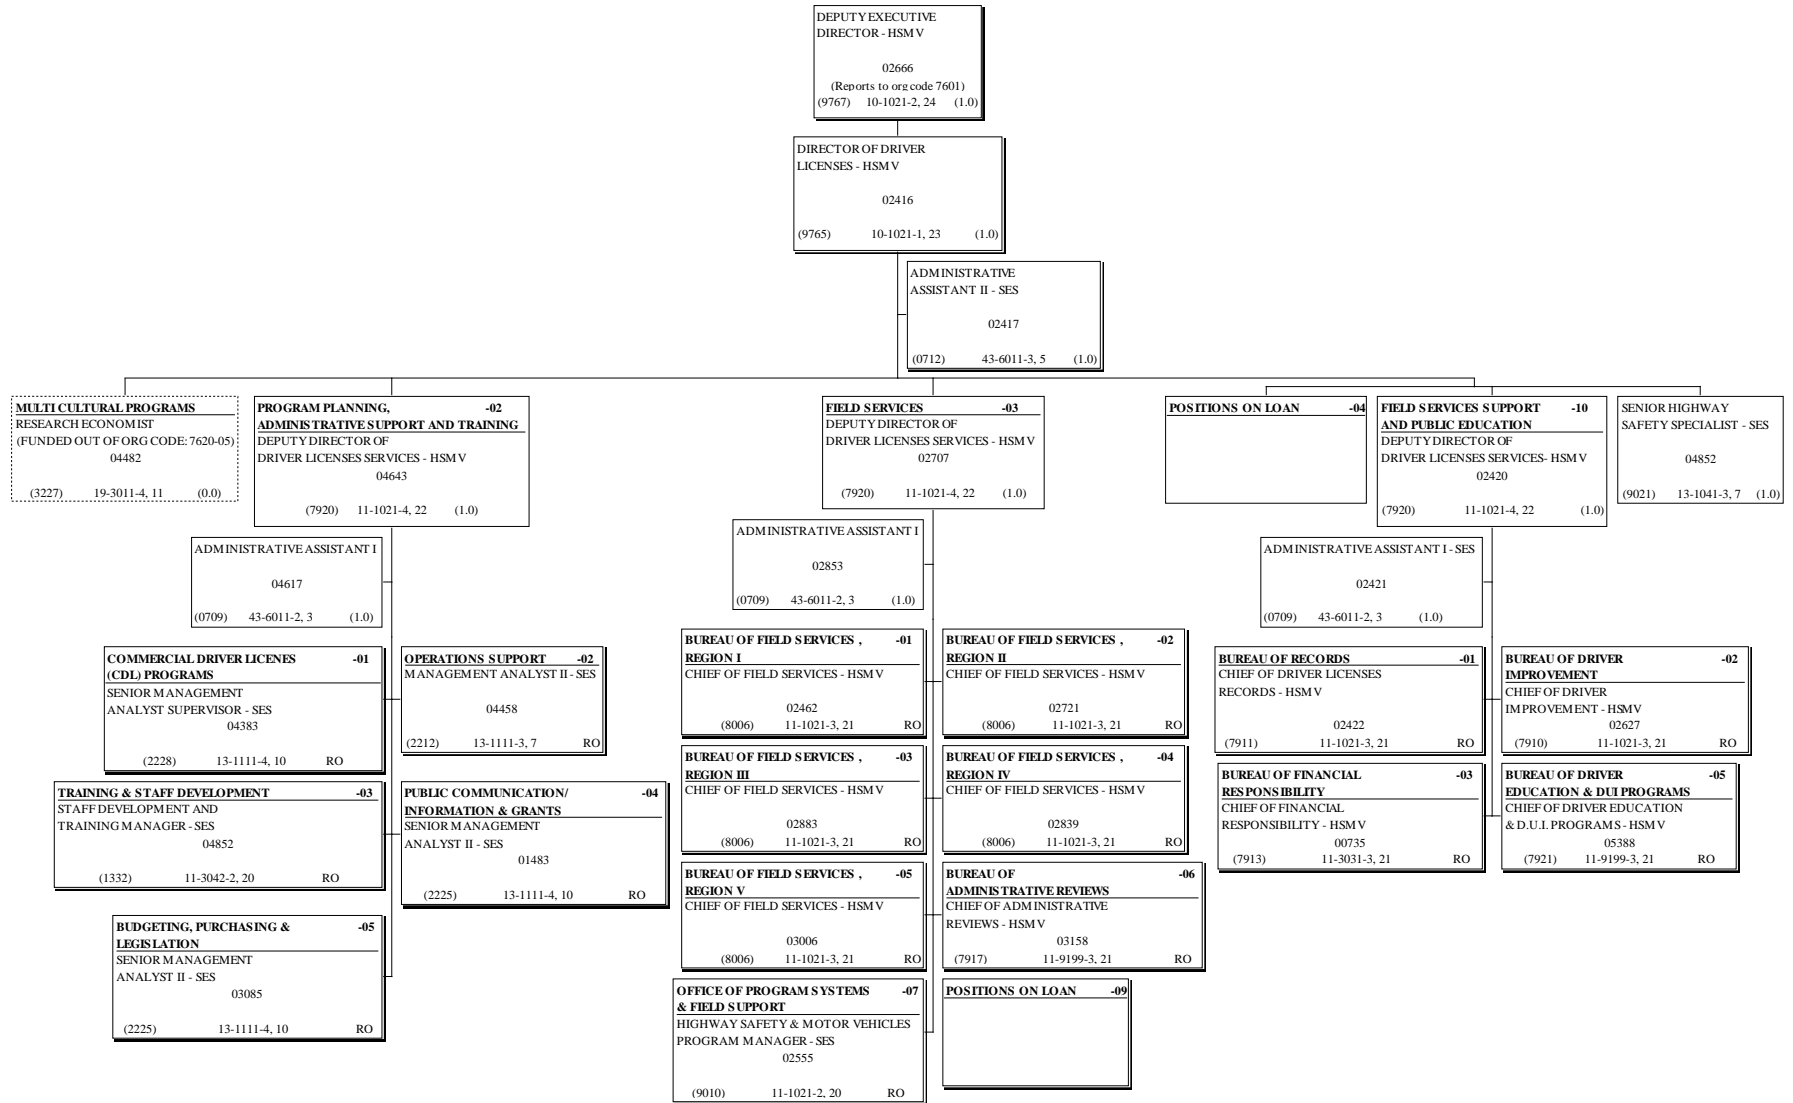 DEPUTY EXECUTIVE
DIRECTOR - HSMV
02666
(Reports to org code 7601)
(9767) 10-1021-2, 24 (1.0)
DIRECTOR OF DRIVER
LICENSES - HSMV
02416
(9765) 10-1021-1, 23 (1.0)
ADMINISTRATIVE
ASSISTANT II - SES
02417
(0712) 43-6011-3, 5 (1.0)
MULTI CULTURAL PROGRAMS
RESEARCH ECONOMIST
(FUNDED OUT OF ORG CODE: 7620-05)
04482
(3227) 19-3011-4, 11 (0.0)
PROGRAM PLANNING, -02
ADMINISTRATIVE SUPPORT AND TRAINING
DEPUTY DIRECTOR OF
DRIVER LICENSES SERVICES - HSMV
04643
(7920) 11-1021-4, 22 (1.0)
FIELD SERVICES -03
DEPUTY DIRECTOR OF
DRIVER LICENSES SERVICES - HSMV
02707
(7920) 11-1021-4, 22 (1.0)
POSITIONS ON LOAN -04
FIELD SERVICES SUPPORT -10
AND PUBLIC EDUCATION
DEPUTY DIRECTOR OF
DRIVER LICENSES SERVICES- HSMV
02420
(7920) 11-1021-4, 22 (1.0)
SENIOR HIGHWAY
SAFETY SPECIALIST - SES
04852
(9021) 13-1041-3, 7 (1.0)
ADMINISTRATIVE ASSISTANT I
04617
(0709) 43-6011-2, 3 (1.0)
ADMINISTRATIVE ASSISTANT I
02853
(0709) 43-6011-2, 3 (1.0)
ADMINISTRATIVE ASSISTANT I - SES
02421
(0709) 43-6011-2, 3 (1.0)
COMMERCIAL DRIVER LICENES -01
(CDL) PROGRAMS
SENIOR MANAGEMENT
ANALYST SUPERVISOR - SES
04383
(2228) 13-1111-4, 10 RO
OPERATIONS SUPPORT -02
MANAGEMENT ANALYST II - SES
04458
(2212) 13-1111-3, 7 RO
TRAINING & STAFF DEVELOPMENT -03
STAFF DEVELOPMENT AND
TRAINING MANAGER - SES
04852
(1332) 11-3042-2, 20 RO
PUBLIC COMMUNICATION/ -04
INFORMATION & GRANTS
SENIOR MANAGEMENT
ANALYST II - SES
01483
(2225) 13-1111-4, 10 RO
BUDGETING, PURCHASING & -05
LEGISLATION
SENIOR MANAGEMENT
ANALYST II - SES
03085
(2225) 13-1111-4, 10 RO
BUREAU OF FIELD SERVICES , -01
REGION I
CHIEF OF FIELD SERVICES - HSMV
02462
(8006) 11-1021-3, 21 RO
BUREAU OF FIELD SERVICES , -02
REGION II
CHIEF OF FIELD SERVICES - HSMV
02721
(8006) 11-1021-3, 21 RO
BUREAU OF FIELD SERVICES , -03
REGION III
CHIEF OF FIELD SERVICES - HSMV
02883
(8006) 11-1021-3, 21 RO
BUREAU OF FIELD SERVICES , -04
REGION IV
CHIEF OF FIELD SERVICES - HSMV
02839
(8006) 11-1021-3, 21 RO
BUREAU OF FIELD SERVICES , -05
REGION V
CHIEF OF FIELD SERVICES - HSMV
03006
(8006) 11-1021-3, 21 RO
BUREAU OF -06
ADMINISTRATIVE REVIEWS
CHIEF OF ADMINISTRATIVE
REVIEWS - HSMV
03158
(7917) 11-9199-3, 21 RO
OFFICE OF PROGRAM SYSTEMS -07
& FIELD SUPPORT
HIGHWAY SAFETY & MOTOR VEHICLES
PROGRAM MANAGER - SES
02555
(9010) 11-1021-2, 20 RO
POSITIONS ON LOAN -09
BUREAU OF RECORDS -01
CHIEF OF DRIVER LICENSES
RECORDS - HSMV
02422
(7911) 11-1021-3, 21 RO
BUREAU OF DRIVER -02
IMPROVEMENT
CHIEF OF DRIVER
IMPROVEMENT - HSMV
02627
(7910) 11-1021-3, 21 RO
BUREAU OF FINANCIAL -03
RESPONSIBILITY
CHIEF OF FINANCIAL
RESPONSIBILITY - HSMV
00735
(7913) 11-3031-3, 21 RO
BUREAU OF DRIVER -05
EDUCATION & DUI PROGRAMS
CHIEF OF DRIVER EDUCATION
& D.U.I. PROGRAMS - HSMV
05388
(7921) 11-9199-3, 21 RO